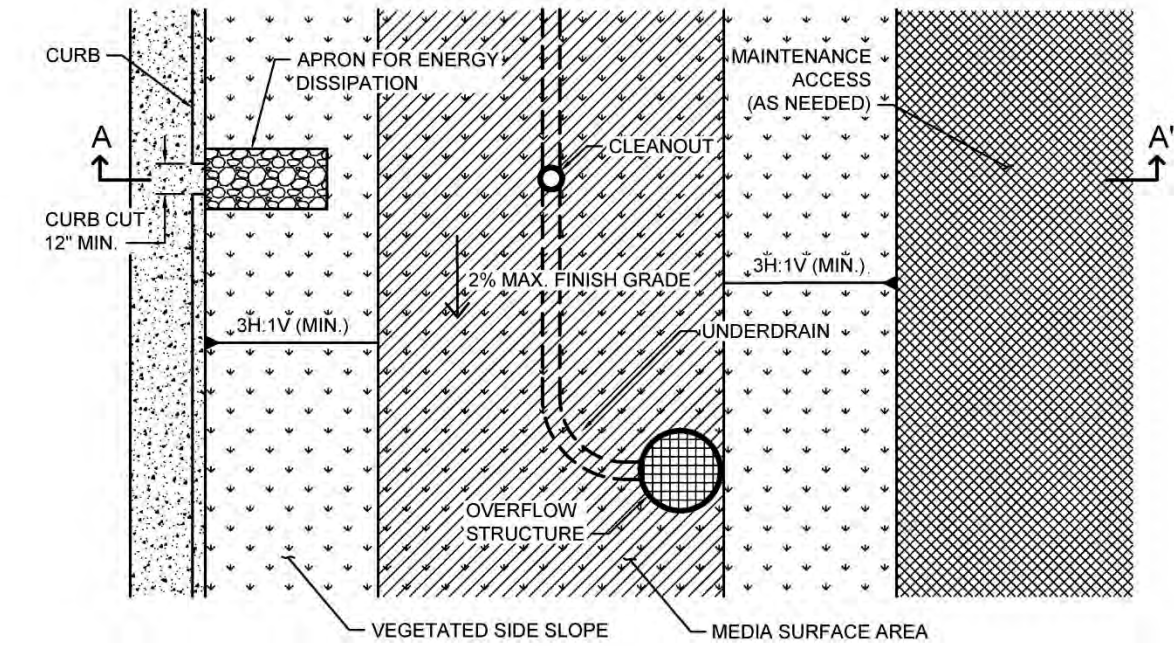 CURB
APRON FOR ENERGY
DISSIPATION
MAINTENANCE
ACCESS
(AS NEEDED)
A
A'
CLEANOUT
CURB CUT
12" MIN.
2% MAX. FINISH GRADE
3H:1V (MIN.)
3H:1V (MIN.)
UNDERDRAIN
OVERFLOW
STRUCTURE
VEGETATED SIDE SLOPE
MEDIA SURFACE AREA